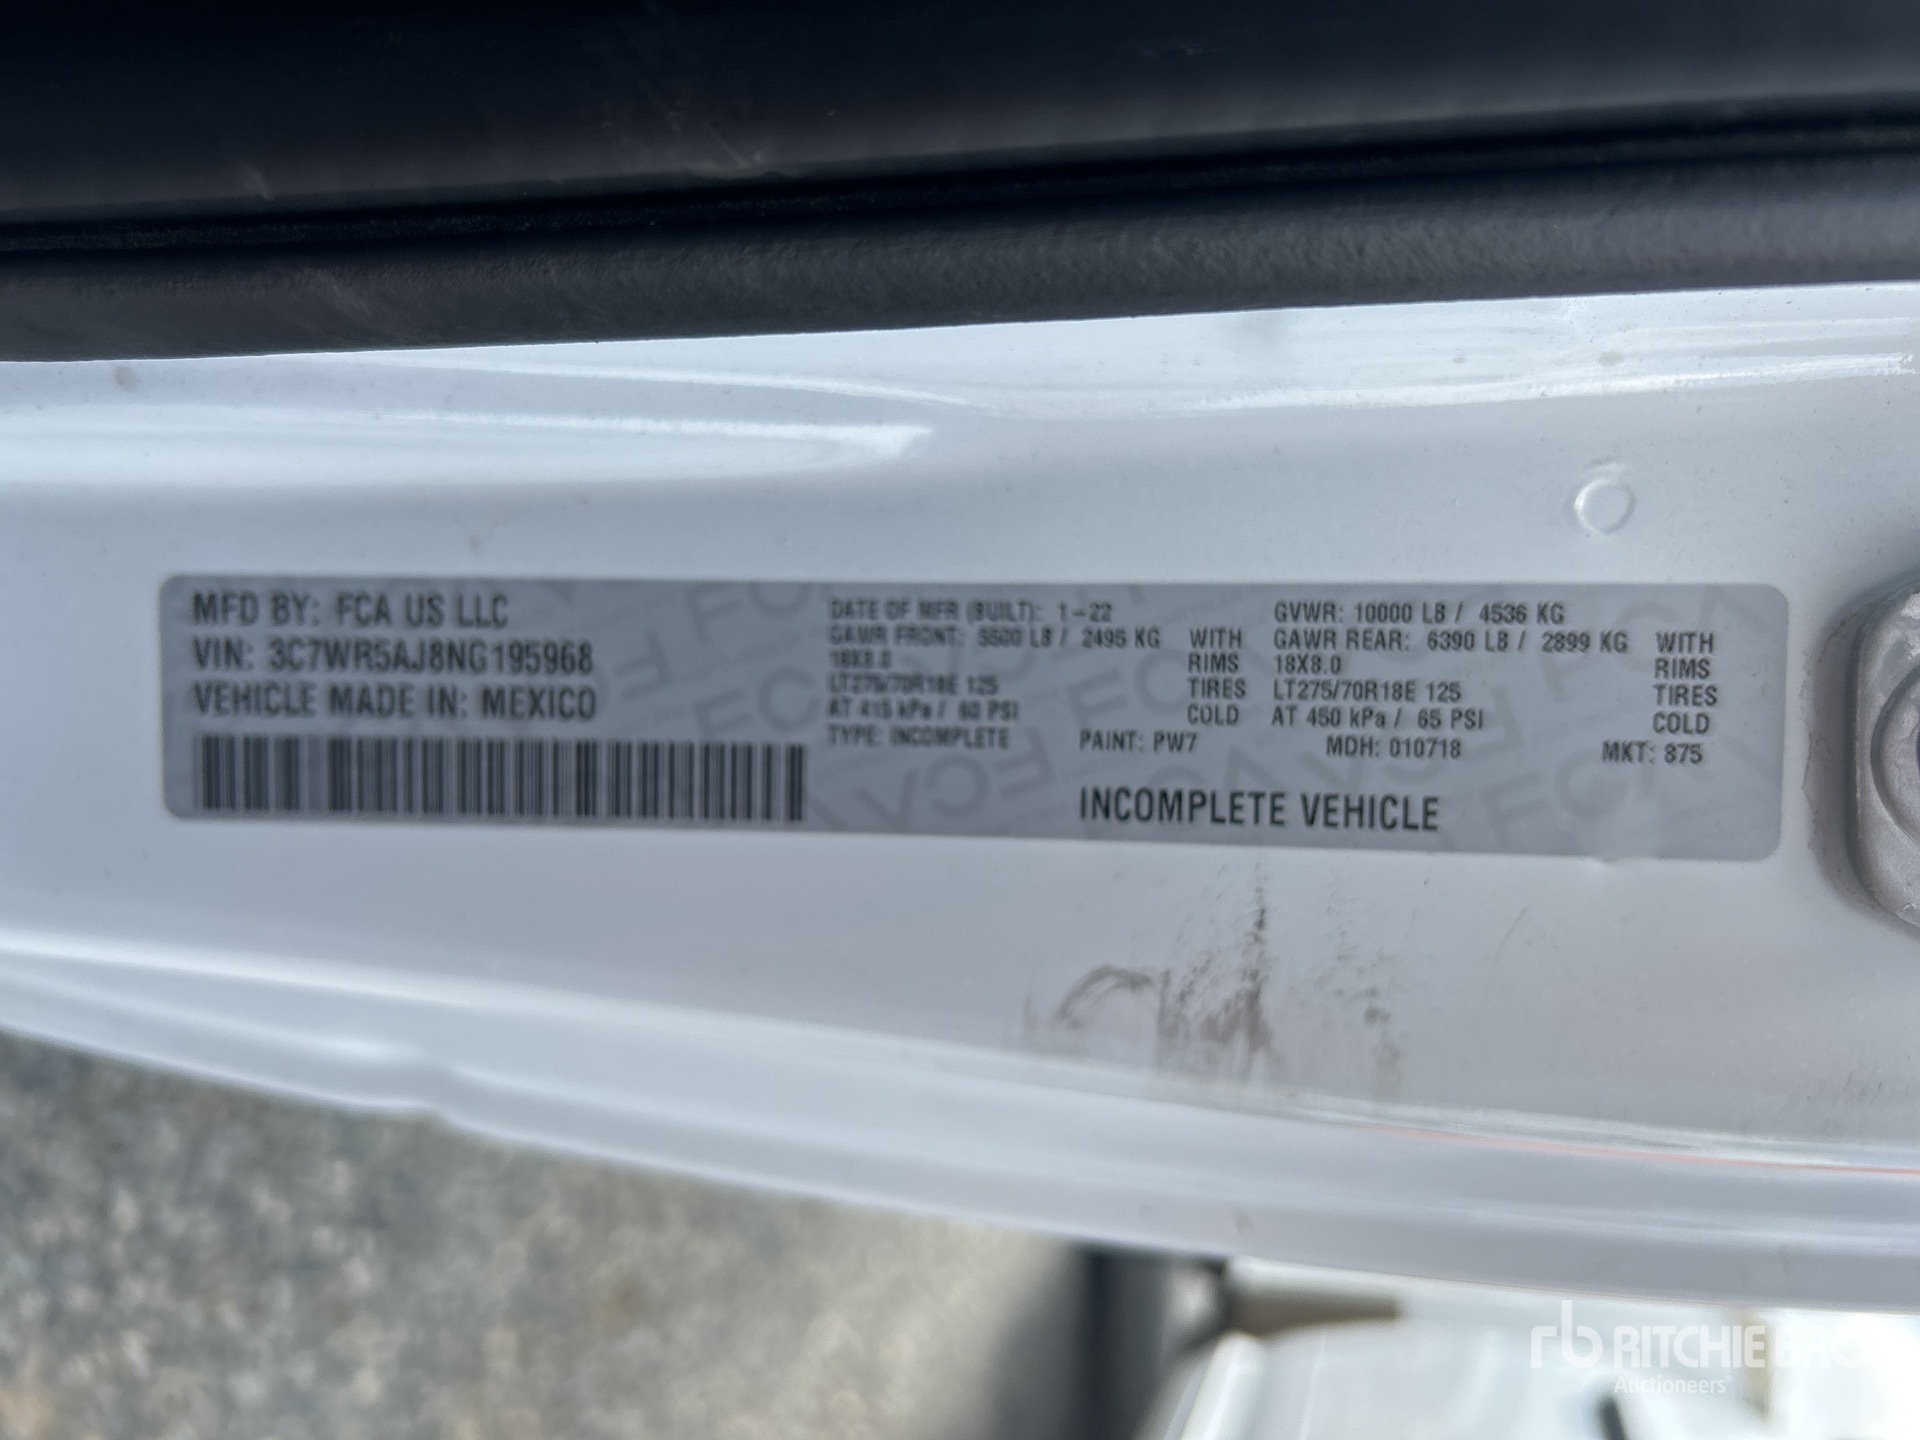 MFD BY: FCA US LLC
VIN: 3C7WR5AJ8NG195968
VEHICLE MADE IN: MEXICO
DATE OF MFR (BUILT): 1-22
GAWR FRONT: 5500 LB / 2495 KG WITH
18X8.0 RIMS
LT275/70R18E 125 TIRES
AT 415 kPa / 60 PSI COLD
TYPE: INCOMPLETE
GVWR: 10000 LB / 4536 KG
GAWR REAR: 6390 LB / 2899 KG WITH
18X8.0 RIMS
LT275/70R18E 125 TIRES
AT 450 kPa / 65 PSI COLD
PAINT: PW7 MDH: 010718 MKT: 875
INCOMPLETE VEHICLE
rb RITCHIE
Auctioneers